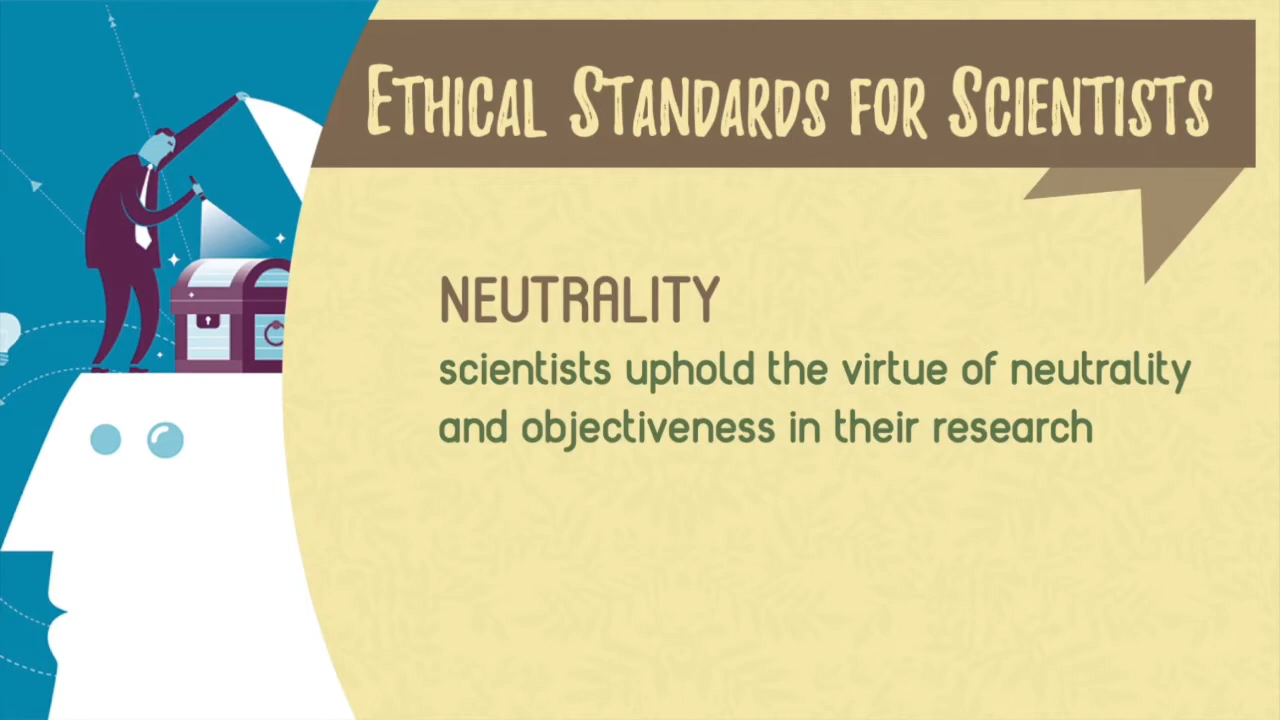 Ethical Standards for Scientists
NEUTRALITY
scientists uphold the virtue of neutrality
and objectiveness in their research